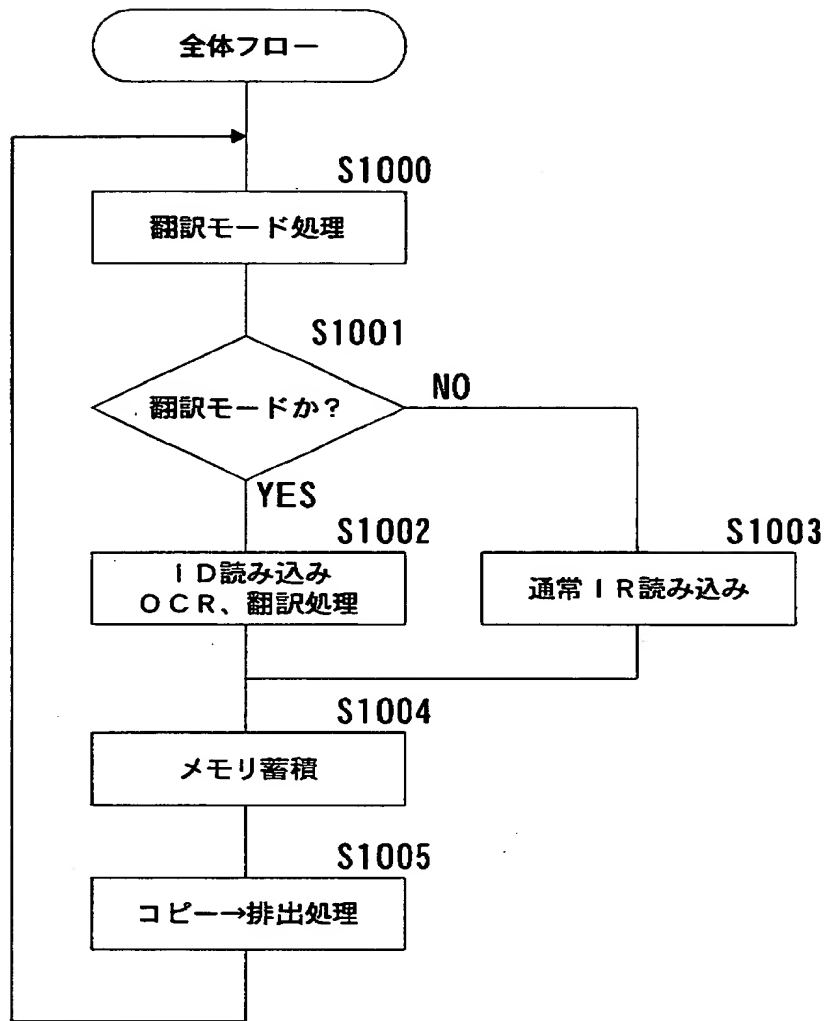 全体フロー
S1000
翻訳モード処理
S1001
翻訳モードか?
NO
YES
S1002
ID読み込み
OCR、翻訳処理
S1003
通常IR読み込み
S1004
メモリ蓄積
S1005
コピー→排出処理